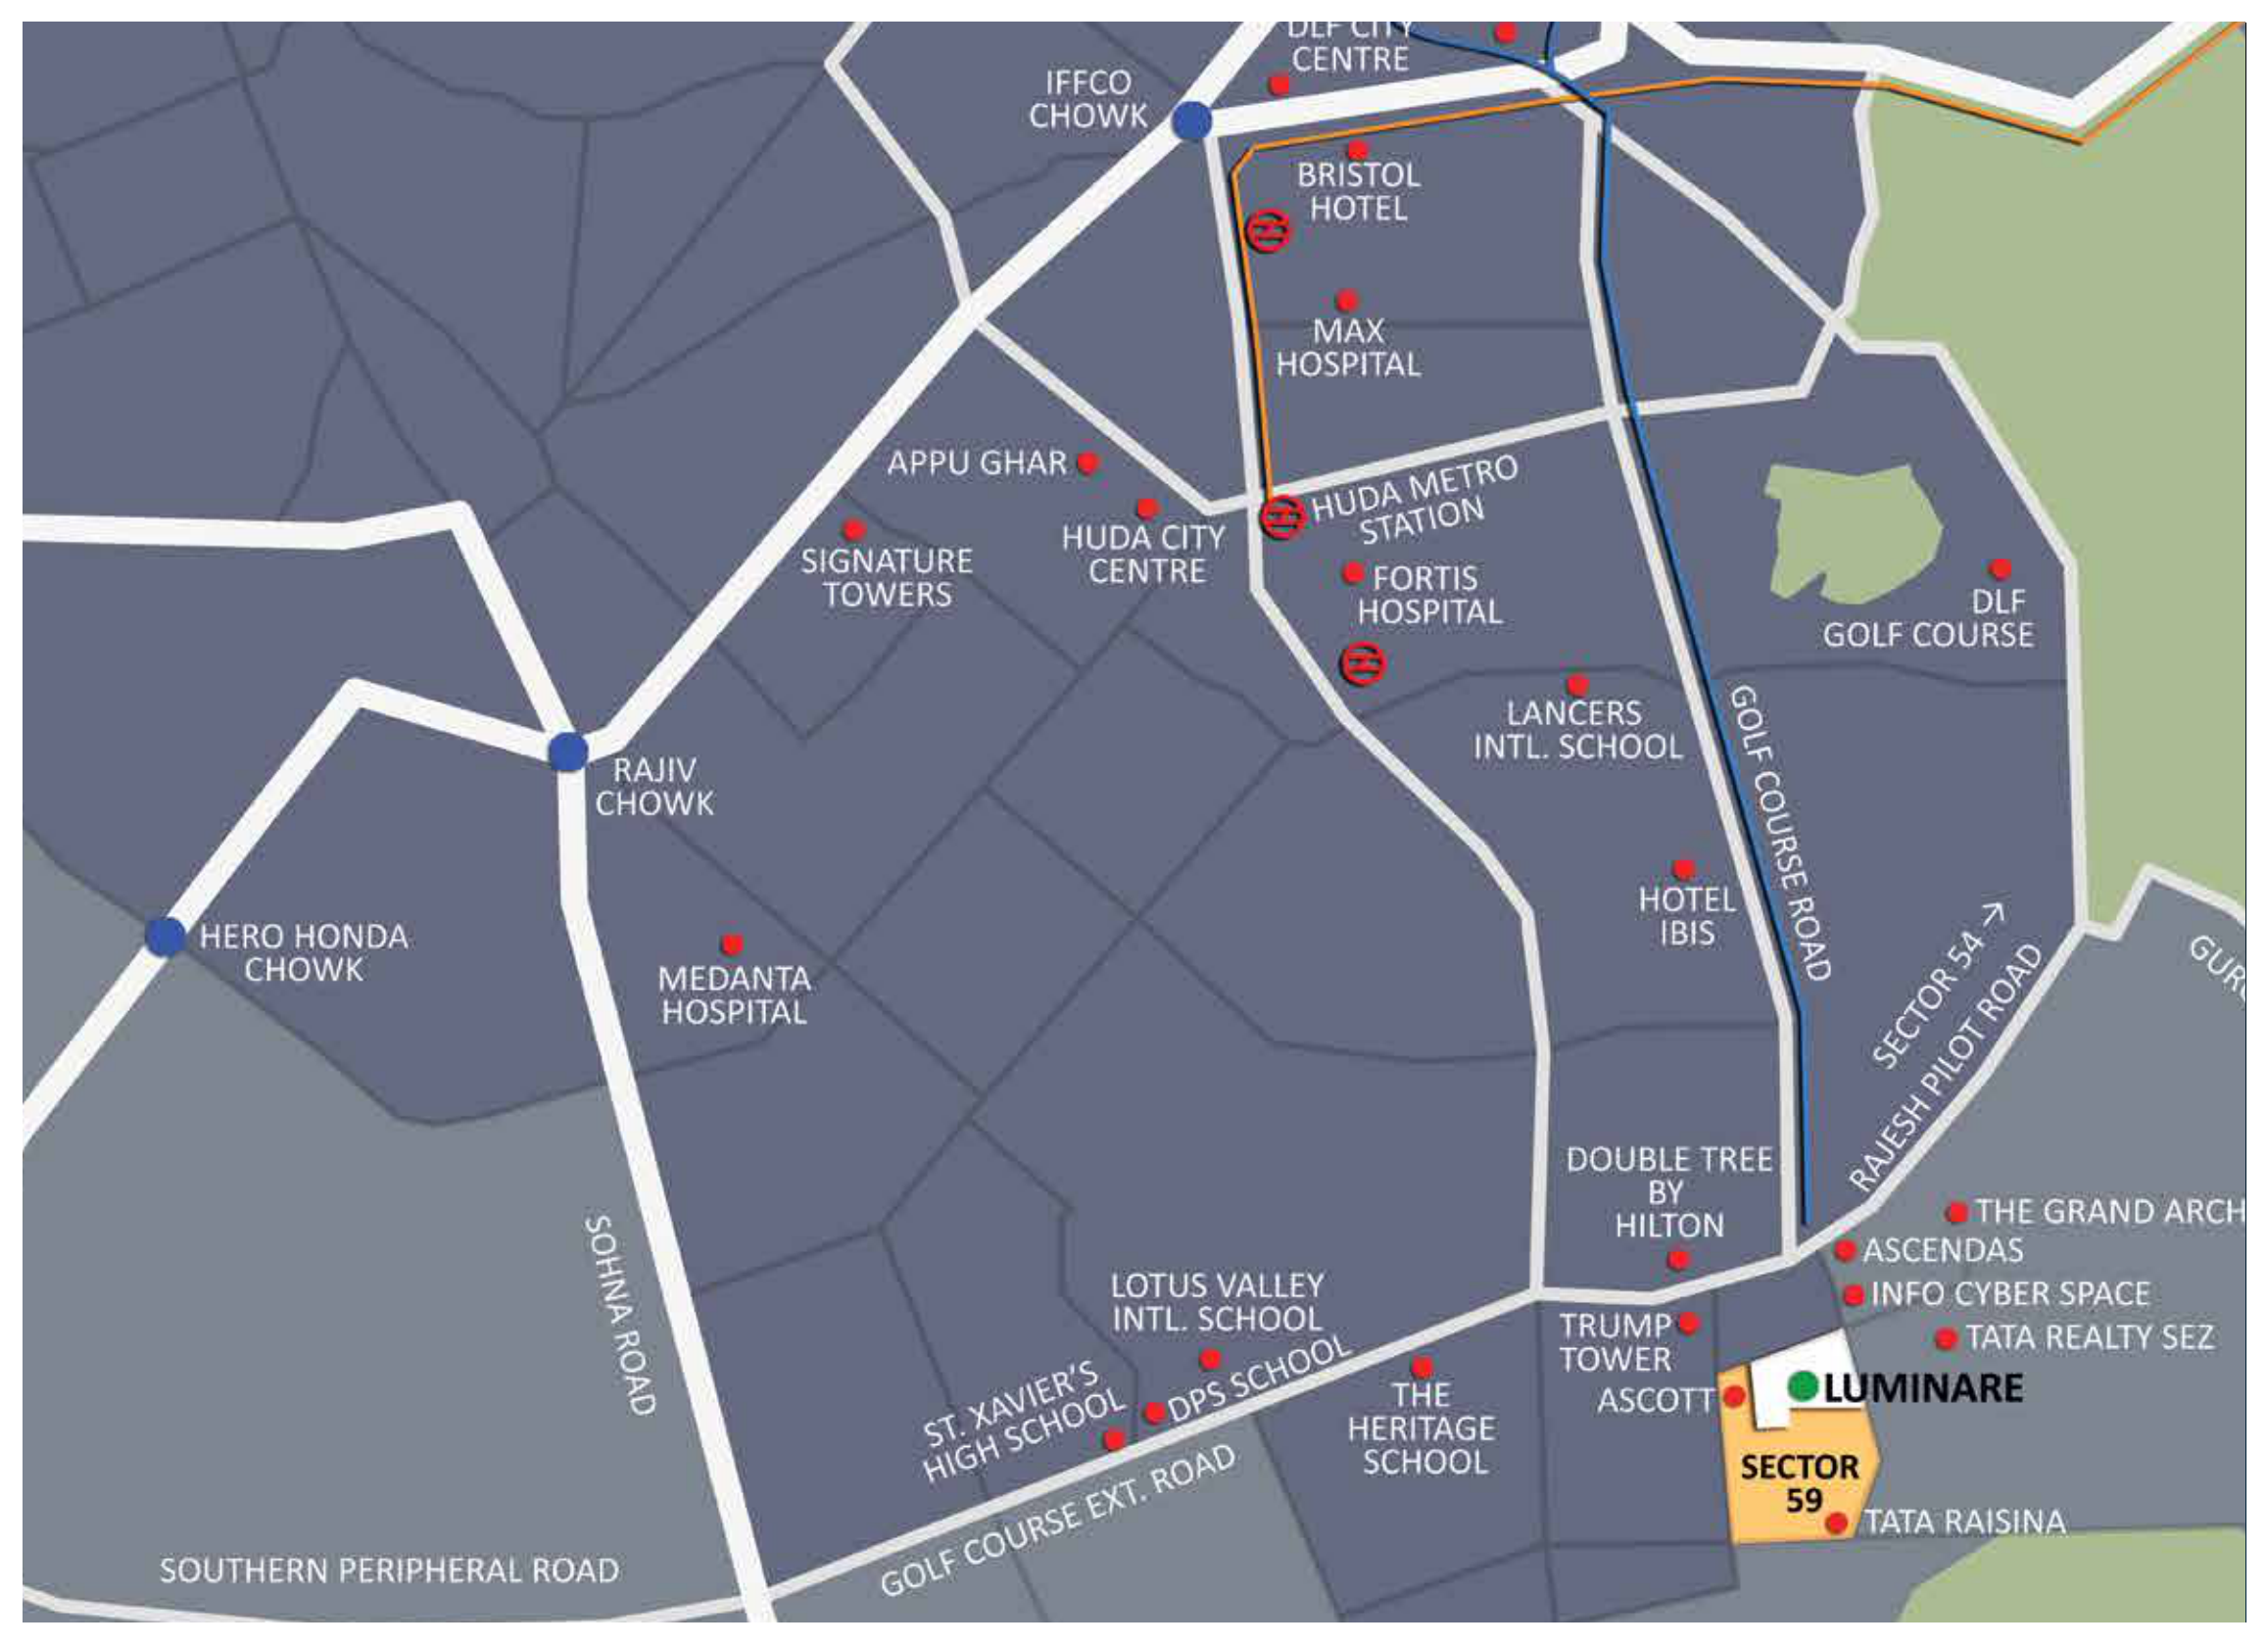 DLF CITY
CENTRE
IFFCO
CHOWK
BRISTOL
HOTEL
MAX
HOSPITAL
APPU GHAR
HUDA METRO
STATION
HUDA CITY
CENTRE
SIGNATURE
TOWERS
FORTIS
HOSPITAL
DLF
GOLF COURSE
LANCERS
INTL. SCHOOL
GOLF COURSE ROAD
RAJIV
CHOWK
HOTEL
IBIS
HERO HONDA
CHOWK
MEDANTA
HOSPITAL
SECTOR 54 →
RAJESH PILOT ROAD
DOUBLE TREE
BY
HILTON
THE GRAND ARCH
ASCENDAS
INFO CYBER SPACE
TATA REALTY SEZ
SOHNA ROAD
LOTUS VALLEY
INTL. SCHOOL
DPS SCHOOL
ST. XAVIER'S
HIGH SCHOOL
THE
HERITAGE
SCHOOL
TRUMP
TOWER
ASCOTT
LUMINARE
SECTOR
59
TATA RAISINA
GOLF COURSE EXT. ROAD
SOUTHERN PERIPHERAL ROAD